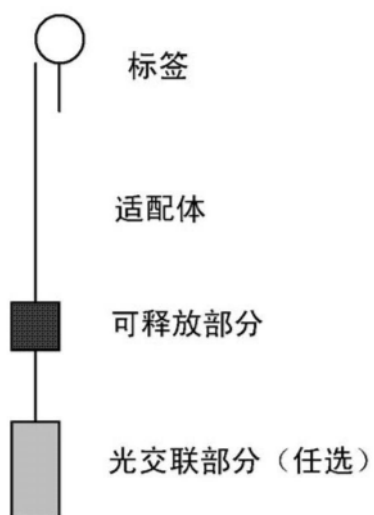 标签
适配体
可释放部分
光交联部分（任选）